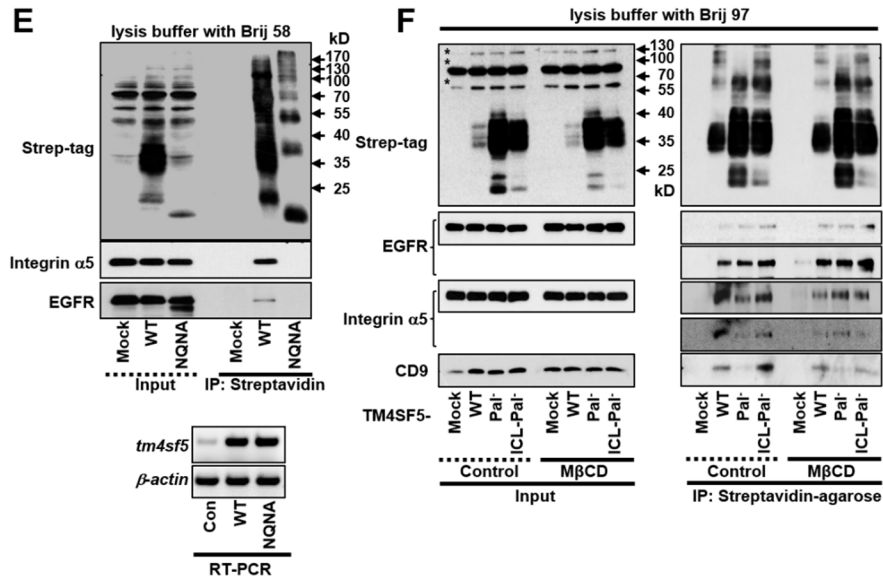 E
lysis buffer with Brij 58
kD
170
130
100
70
55
40
35
25
Strep-tag
Integrin α5
EGFR
Mock
WT
NQNA
Mock
WT
NQNA
Input
IP: Streptavidin
tm4sf5
β-actin
Con
WT
NQNA
RT-PCR
F
lysis buffer with Brij 97
*
*
*
130
100
70
55
40
35
25
kD
Strep-tag
EGFR
Integrin α5
CD9
TM4SF5-
Mock
WT
Pal⁻
ICL-Pal⁻
Mock
WT
Pal⁻
ICL-Pal⁻
Control
MβCD
Input
Mock
WT
Pal⁻
ICL-Pal⁻
Mock
WT
Pal⁻
ICL-Pal⁻
Control
MβCD
IP: Streptavidin-agarose